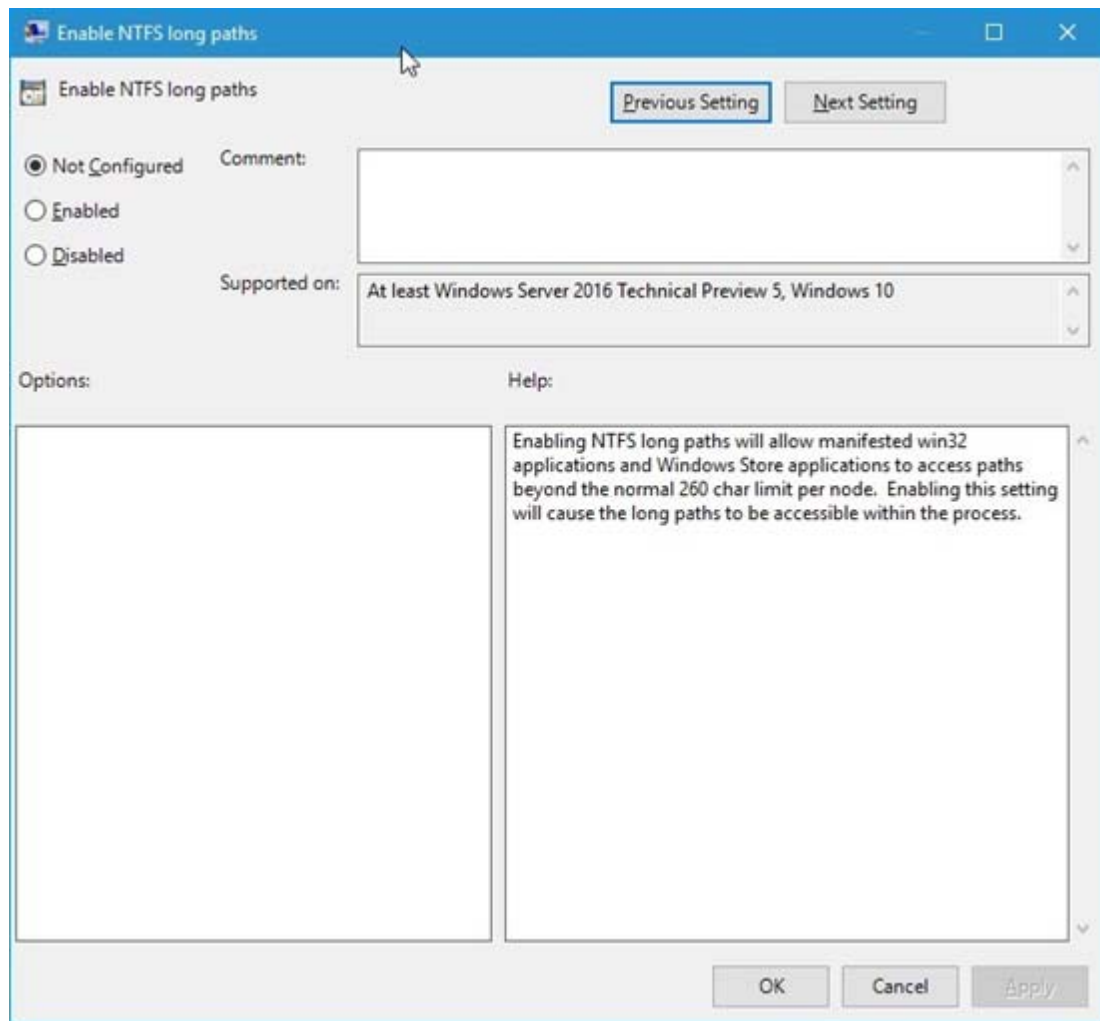 Enable NTFS long paths
Enable NTFS long paths
Previous Setting
Next Setting
Not Configured
Comment:
Enabled
Disabled
Supported on:
At least Windows Server 2016 Technical Preview 5, Windows 10
Options:
Help:
Enabling NTFS long paths will allow manifested win32
applications and Windows Store applications to access paths
beyond the normal 260 char limit per node.  Enabling this setting
will cause the long paths to be accessible within the process.
OK
Cancel
Apply